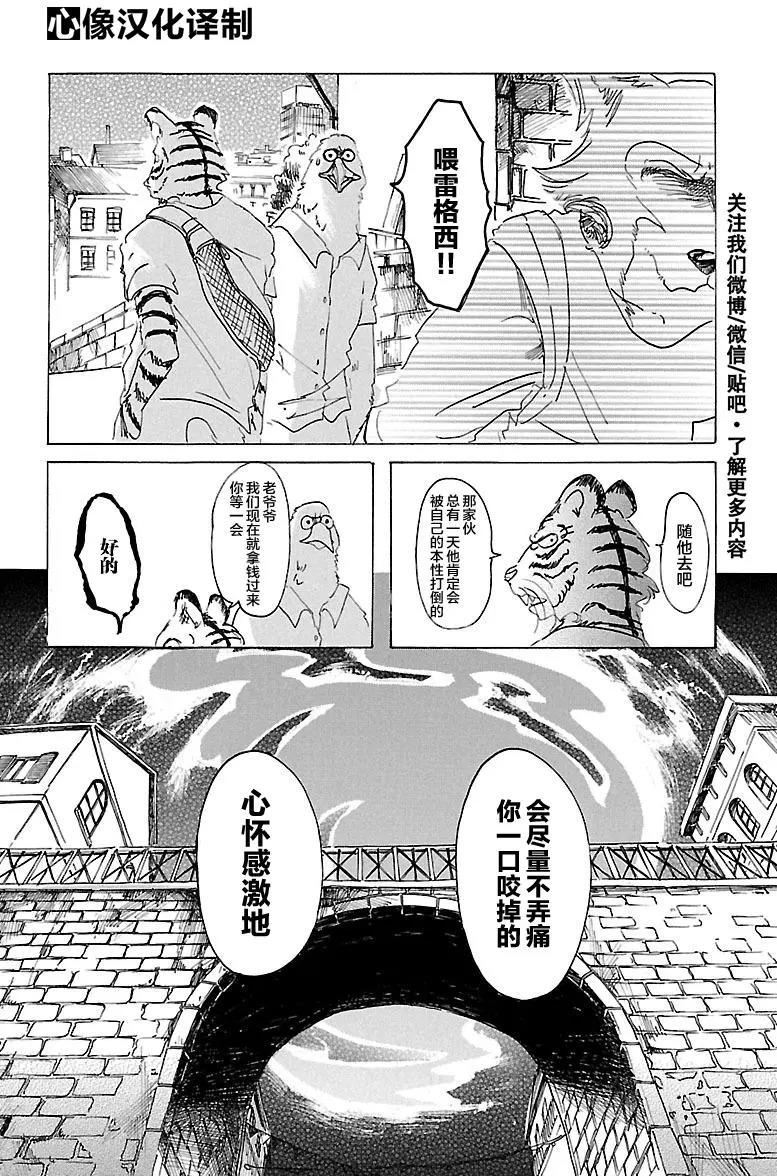 心像汉化译制
喂
雷格西!!
关注我们微博/微信/贴吧·了解更多内容
随他去吧
那家伙
总有一天他肯定会
被自己的本性打倒的
老爷爷
我们现在就拿钱过来
你等一会
好的
会尽量不弄痛
你一口咬掉的
心怀感激地